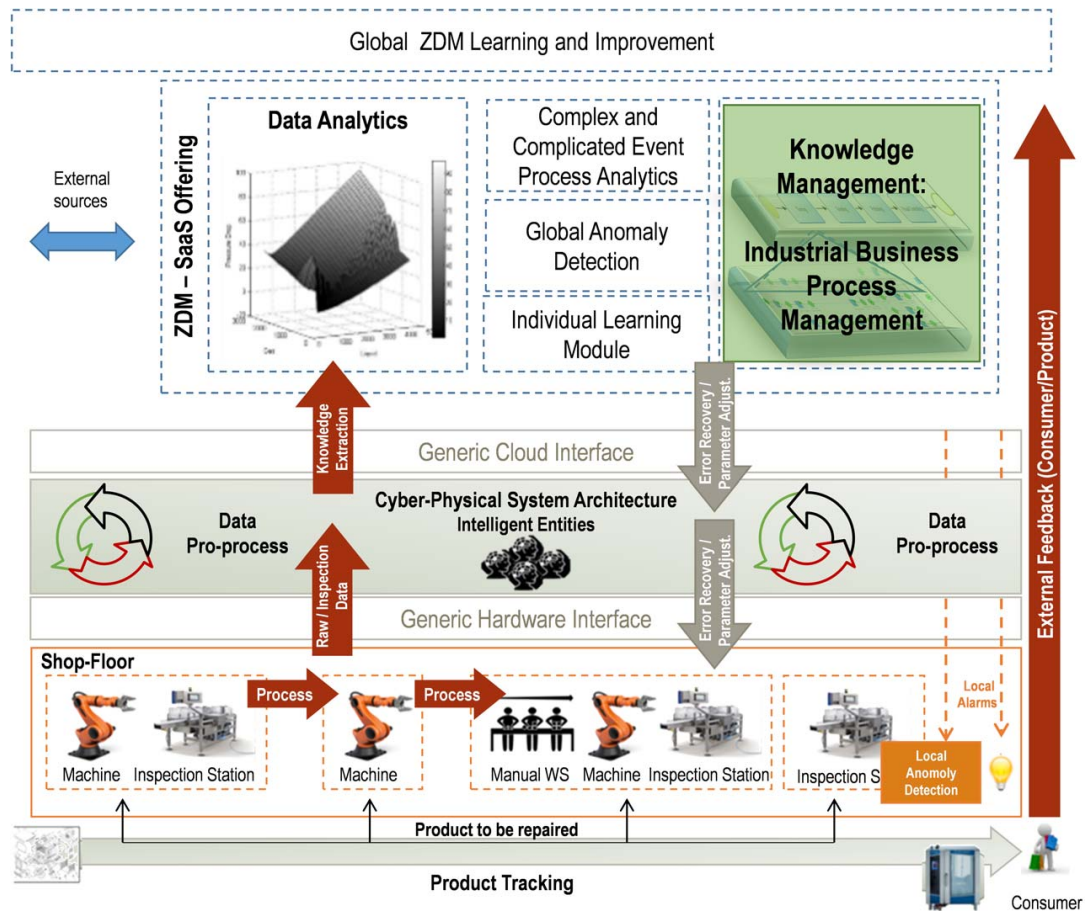 Global ZDM Learning and Improvement
External
sources
ZDM – SaaS Offering
Data Analytics
Pressure Drop
Complex and
Complicated Event
Process Analytics
Global Anomaly
Detection
Individual Learning
Module
Knowledge
Management:
Industrial Business
Process
Management
Knowledge
Extraction
Error Recovery /
Parameter Adjust.
Generic Cloud Interface
Data
Pro-process
Cyber-Physical System Architecture
Intelligent Entities
Data
Pro-process
Raw / Inspection
Data
Error Recovery /
Parameter Adjust.
Generic Hardware Interface
External Feedback (Consumer/Product)
Shop-Floor
Process
Process
Local
Alarms
Machine
Inspection Station
Machine
Manual WS
Machine
Inspection Station
Inspection S
Local
Anomoly
Detection
Product to be repaired
Product Tracking
Consumer